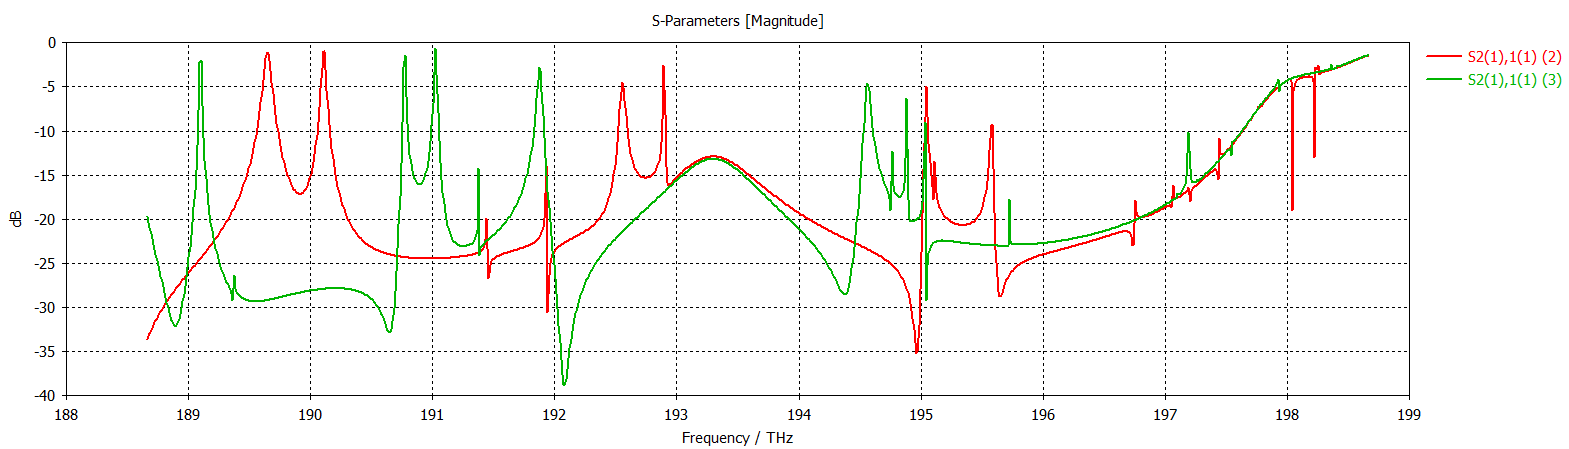 S-Parameters [Magnitude]
S2(1),1(1) (2)
S2(1),1(1) (3)
0
-5
-10
-15
-20
-25
-30
-35
-40
dB
188 189 190 191 192 193 194 195 196 197 198 199
Frequency / THz